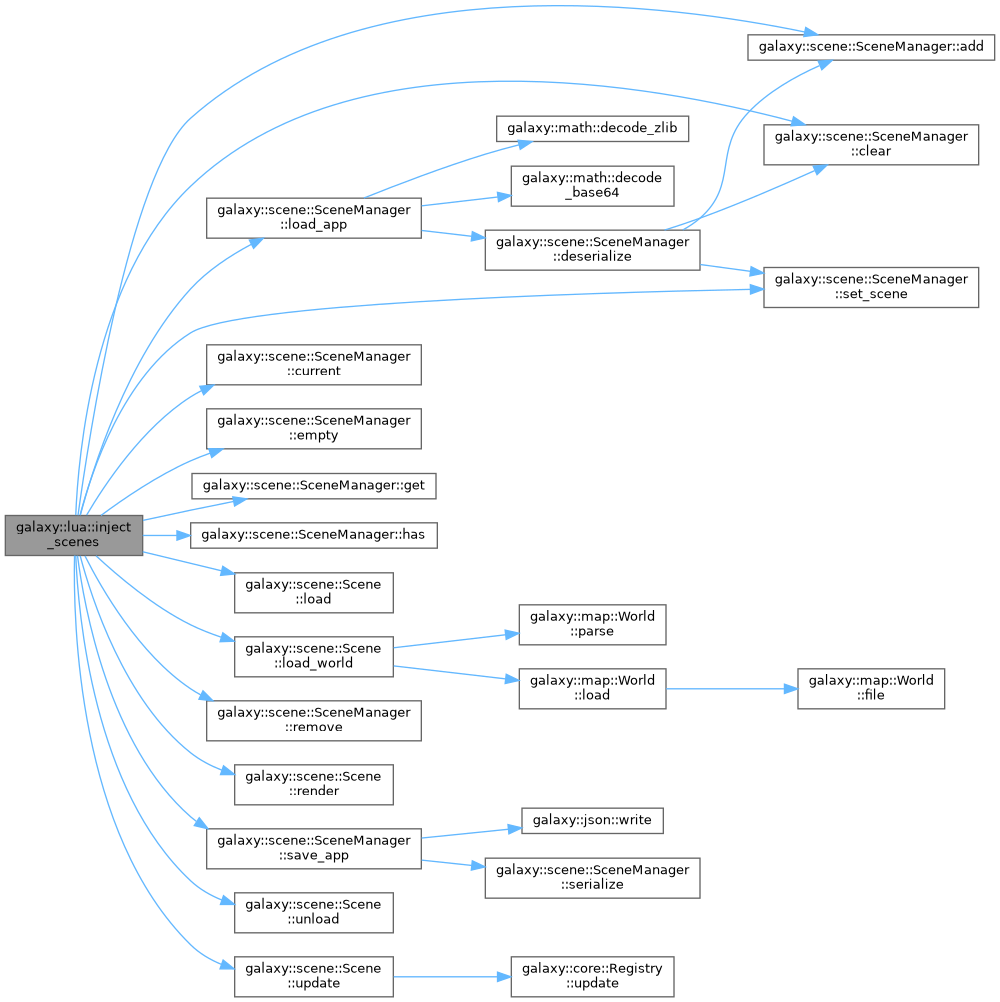 galaxy::lua::inject
_scenes
galaxy::scene::SceneManager::add
galaxy::scene::SceneManager
::clear
galaxy::scene::SceneManager
::load_app
galaxy::math::decode_zlib
galaxy::math::decode
_base64
galaxy::scene::SceneManager
::deserialize
galaxy::scene::SceneManager
::set_scene
galaxy::scene::SceneManager
::current
galaxy::scene::SceneManager
::empty
galaxy::scene::SceneManager::get
galaxy::scene::SceneManager::has
galaxy::scene::Scene
::load
galaxy::scene::Scene
::load_world
galaxy::map::World
::parse
galaxy::map::World
::load
galaxy::map::World
::file
galaxy::scene::SceneManager
::remove
galaxy::scene::Scene
::render
galaxy::scene::SceneManager
::save_app
galaxy::json::write
galaxy::scene::SceneManager
::serialize
galaxy::scene::Scene
::unload
galaxy::scene::Scene
::update
galaxy::core::Registry
::update